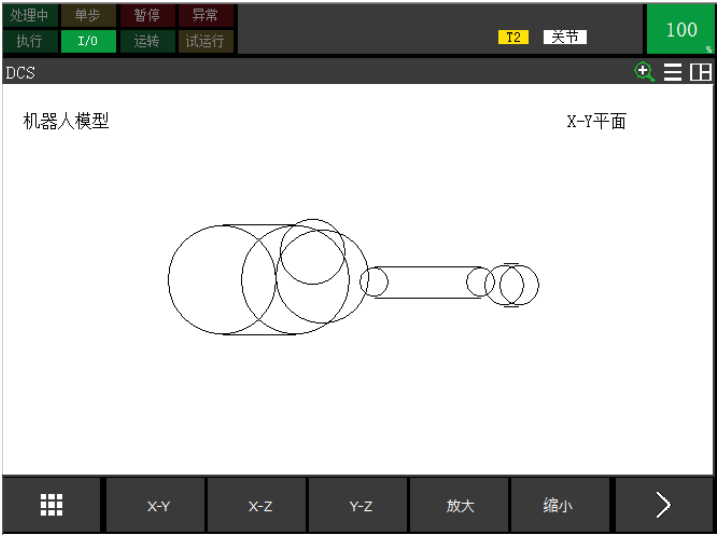 处理中 单步 暂停 异常
执行 I/O 运转 试运行
T2 关节
100
%
DCS
机器人模型
X-Y平面
X-Y X-Z Y-Z 放大 缩小